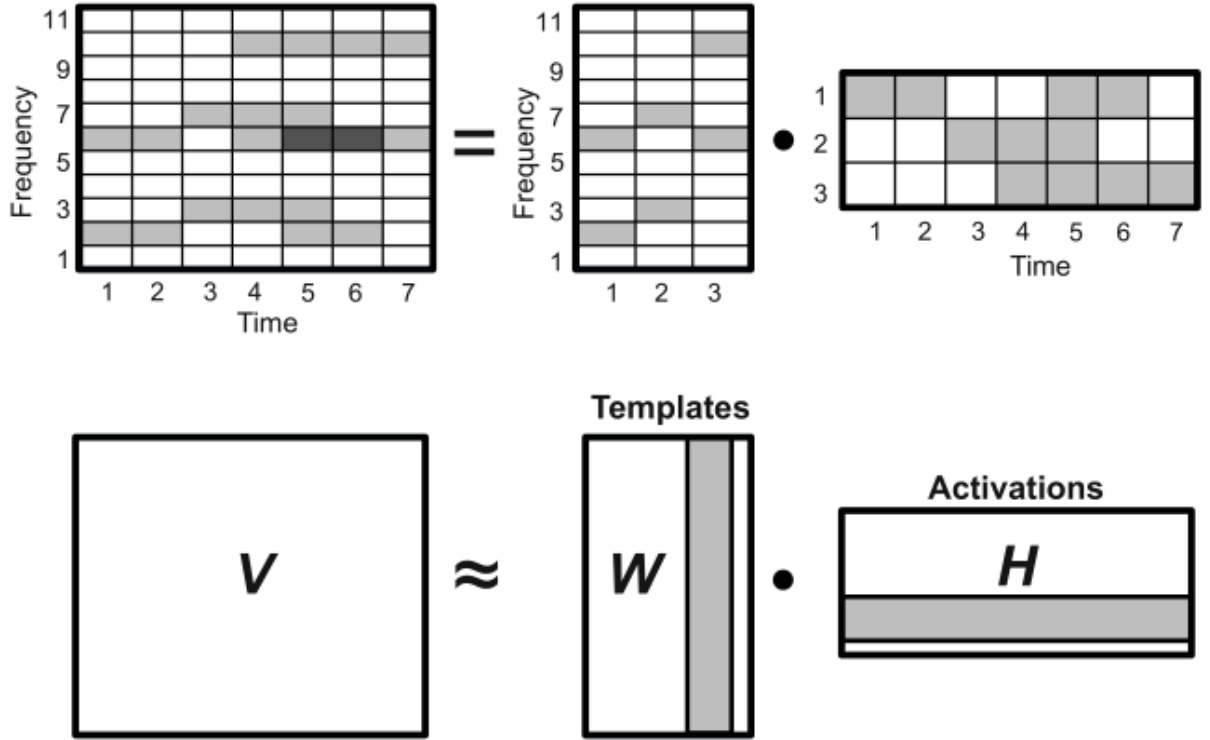 11
9
7
5
3
1
Frequency
1 2 3 4 5 6 7
Time
=
11
9
7
5
3
1
Frequency
1 2 3
•
1
2
3
1 2 3 4 5 6 7
Time
Templates
Activations
V ≈ W • H